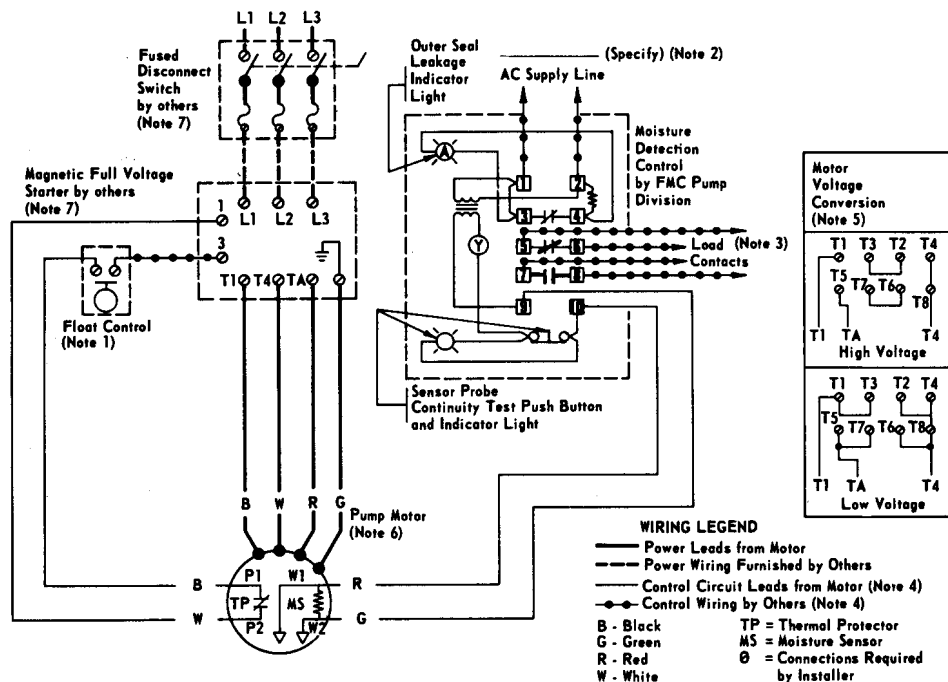 L1 L2 L3
Fused
Disconnect
Switch
by others
(Note 7)
Magnetic Full Voltage
Starter by others
(Note 7)
1
L1 L2 L3
3
T1 T4 TA
Float Control
(Note 1)
Outer Seal
Leakage
Indicator
Light
(Specify) (Note 2)
AC Supply Line
A
Moisture
Detection
Control
by FMC Pump
Division
1 2
3 4
Y
5 6
Load (Note 3)
Contacts
7 8
9
Sensor Probe
Continuity Test Push Button
and Indicator Light
Motor
Voltage
Conversion
(Note 5)
T1 T3 T2 T4
T5 T7 T6 T8
T1 TA T4
High Voltage
T1 T3 T2 T4
T5 T7 T6 T8
T1 TA T4
Low Voltage
B W R G
Pump Motor
(Note 6)
B P1 W1 R
TP MS
W P2 W2 G
WIRING LEGEND
Power Leads from Motor
Power Wiring Furnished by Others
Control Circuit Leads from Motor (Note 4)
Control Wiring by Others (Note 4)
B - Black TP = Thermal Protector
G - Green MS = Moisture Sensor
R - Red Ø = Connections Required
W - White by Installer